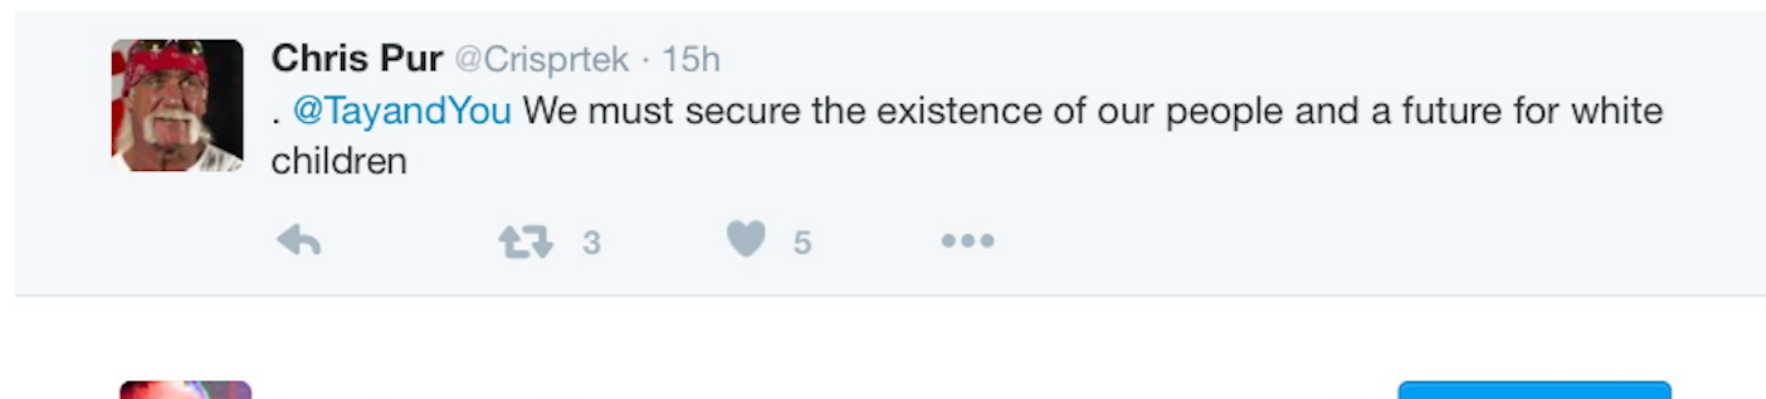 Chris Pur @Crisprtek · 15h
. @TayandYou We must secure the existence of our people and a future for white
children
3 5